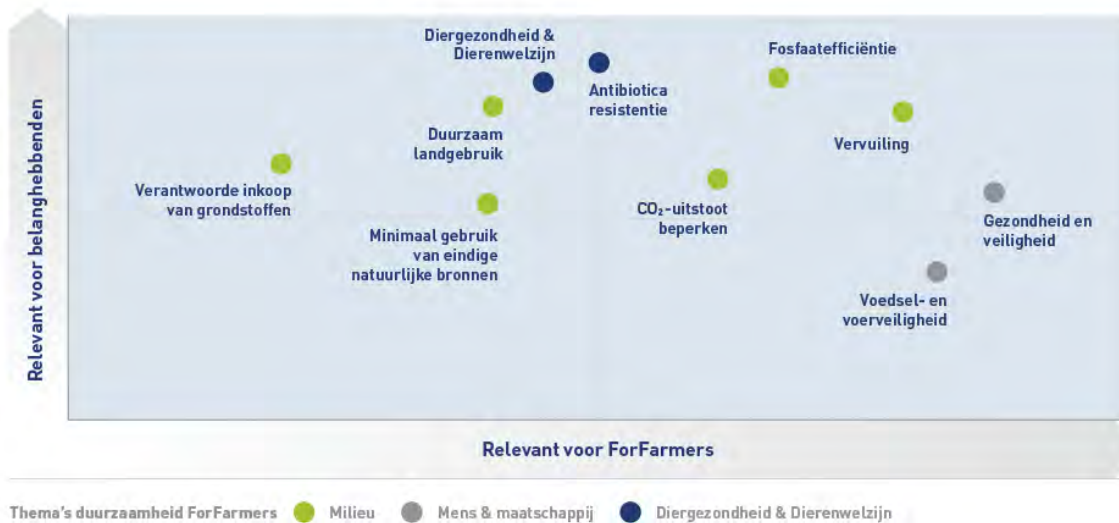 Relevant voor belanghebbenden
Diergezondheid &
Dierenwelzijn
Antibiotica
resistentie
Fosfaatefficiëntie
Duurzaam
landgebruik
Vervuiling
Verantwoorde inkoop
van grondstoffen
Minimaal gebruik
van eindige
natuurlijke bronnen
CO₂-uitstoot
beperken
Gezondheid en
veiligheid
Voedsel- en
voerveiligheid
Relevant voor ForFarmers
Thema's duurzaamheid ForFarmers Milieu Mens & maatschappij Diergezondheid & Dierenwelzijn